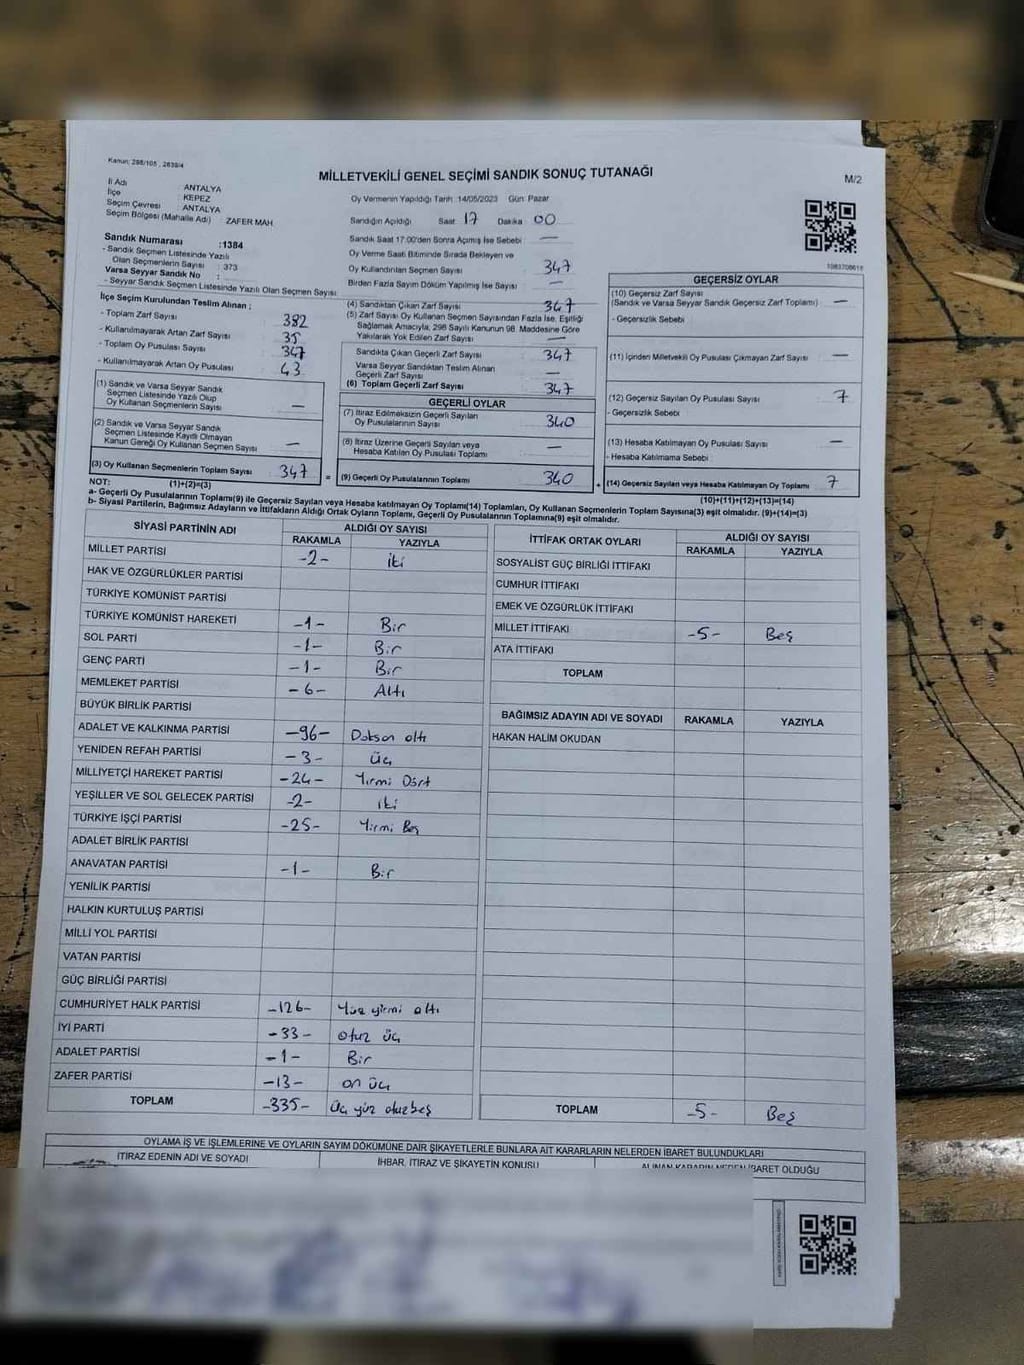 Kanun: 298/105 , 2839/4
MİLLETVEKİLİ GENEL SEÇİMİ SANDIK SONUÇ TUTANAĞI
M/2
İl Adı : ANTALYA
İlçe : KEPEZ
Seçim Çevresi : ANTALYA
Seçim Bölgesi (Mahalle Adı) : ZAFER MAH
Sandık Numarası :1384
- Sandık Seçmen Listesinde Yazılı
Olan Seçmenlerin Sayısı : 373
Varsa Seyyar Sandık No :
- Seyyar Sandık Seçmen Listesinde Yazılı Olan Seçmen Sayısı :
İlçe Seçim Kurulundan Teslim Alınan ;
- Toplam Zarf Sayısı 382
- Kullanılmayarak Artan Zarf Sayısı 35
- Toplam Oy Pusulası Sayısı 347
- Kullanılmayarak Artan Oy Pusulası 43
(1) Sandık ve Varsa Seyyar Sandık
Seçmen Listesinde Yazılı Olup
Oy Kullanan Seçmenlerin Sayısı —
(2) Sandık ve Varsa Seyyar Sandık
Seçmen Listesinde Kayıtlı Olmayan
Kanun Gereği Oy Kullanan Seçmen Sayısı —
(3) Oy Kullanan Seçmenlerin Toplam Sayısı 347
Oy Vermenin Yapıldığı Tarih :14/05/2023 Gün Pazar
Sandığın Açıldığı Saat 17 Dakika 00
Sandık Saat 17:00'den Sonra Açılmış İse Sebebi : —
Oy Verme Saati Bitiminde Sırada Bekleyen ve
Oy Kullandırılan Seçmen Sayısı 347
Birden Fazla Sayım Döküm Yapılmış İse Sayısı —
(4) Sandıktan Çıkan Zarf Sayısı 347
(5) Zarf Sayısı Oy Kullanan Seçmen Sayısından Fazla İse, Eşitliği
Sağlamak Amacıyla, 298 Sayılı Kanunun 98. Maddesine Göre
Yakılarak Yok Edilen Zarf Sayısı —
Sandıkta Çıkan Geçerli Zarf Sayısı 347
Varsa Seyyar Sandıktan Teslim Alınan
Geçerli Zarf Sayısı —
(6) Toplam Geçerli Zarf Sayısı 347
GEÇERLİ OYLAR
(7) İtiraz Edilmeksizin Geçerli Sayılan
Oy Pusulalarının Sayısı 340
(8) İtiraz Üzerine Geçerli Sayılan veya
Hesaba Katılan Oy Pusulası Toplamı —
= (9) Geçerli Oy Pusulalarının Toplamı 340
GEÇERSİZ OYLAR
(10) Geçersiz Zarf Sayısı
(Sandık ve Varsa Seyyar Sandık Geçersiz Zarf Toplamı) —
- Geçersizlik Sebebi
(11) İçinden Milletvekili Oy Pusulası Çıkmayan Zarf Sayısı —
(12) Geçersiz Sayılan Oy Pusulası Sayısı 7
- Geçersizlik Sebebi
(13) Hesaba Katılmayan Oy Pusulası Sayısı —
- Hesaba Katılmama Sebebi
+ (14) Geçersiz Sayılan veya Hesaba Katılmayan Oy Toplamı 7
NOT: (1)+(2)=(3) (10)+(11)+(12)+(13)=(14)
a- Geçerli Oy Pusulalarının Toplamı(9) ile Geçersiz Sayılan veya Hesaba katılmayan Oy Toplamı(14) Toplamları, Oy Kullanan Seçmenlerin Toplam Sayısına(3) eşit olmalıdır. (9)+(14)=(3)
b- Siyasi Partilerin, Bağımsız Adayların ve İttifakların Aldığı Ortak Oyların Toplamı, Geçerli Oy Pusulalarının Toplamına(9) eşit olmalıdır.
SİYASİ PARTİNİN ADI ALDIĞI OY SAYISI
RAKAMLA YAZIYLA
MİLLET PARTİSİ -2- iki
HAK VE ÖZGÜRLÜKLER PARTİSİ
TÜRKİYE KOMÜNİST PARTİSİ
TÜRKİYE KOMÜNİST HAREKETİ -1- Bir
SOL PARTİ -1- Bir
GENÇ PARTİ -1- Bir
MEMLEKET PARTİSİ -6- Altı
BÜYÜK BİRLİK PARTİSİ
ADALET VE KALKINMA PARTİSİ -96- Doksan altı
YENİDEN REFAH PARTİSİ -3- üç
MİLLİYETÇİ HAREKET PARTİSİ -24- Yirmi Dört
YEŞİLLER VE SOL GELECEK PARTİSİ -2- iki
TÜRKİYE İŞÇİ PARTİSİ -25- Yirmi Beş
ADALET BİRLİK PARTİSİ
ANAVATAN PARTİSİ -1- Bir
YENİLİK PARTİSİ
HALKIN KURTULUŞ PARTİSİ
MİLLİ YOL PARTİSİ
VATAN PARTİSİ
GÜÇ BİRLİĞİ PARTİSİ
CUMHURİYET HALK PARTİSİ -126- Yüz yirmi altı
İYİ PARTİ -33- otuz üç
ADALET PARTİSİ -1- Bir
ZAFER PARTİSİ -13- on üç
TOPLAM -335- Üç yüz otuzbeş
İTTİFAK ORTAK OYLARI ALDIĞI OY SAYISI
RAKAMLA YAZIYLA
SOSYALİST GÜÇ BİRLİĞİ İTTİFAKI
CUMHUR İTTİFAKI
EMEK VE ÖZGÜRLÜK İTTİFAKI
MİLLET İTTİFAKI -5- Beş
ATA İTTİFAKI
TOPLAM
BAĞIMSIZ ADAYIN ADI VE SOYADI RAKAMLA YAZIYLA
HAKAN HALİM OKUDAN
TOPLAM -5- Beş
OYLAMA İŞ VE İŞLEMLERİNE VE OYLARIN SAYIM DÖKÜMÜNE DAİR ŞİKAYETLERLE BUNLARA AİT KARARLARIN NELERDEN İBARET BULUNDUKLARI
İTİRAZ EDENİN ADI VE SOYADI İHBAR, İTİRAZ VE ŞİKAYETİN KONUSU ALINAN KARARIN NEDEN İBARET OLDUĞU